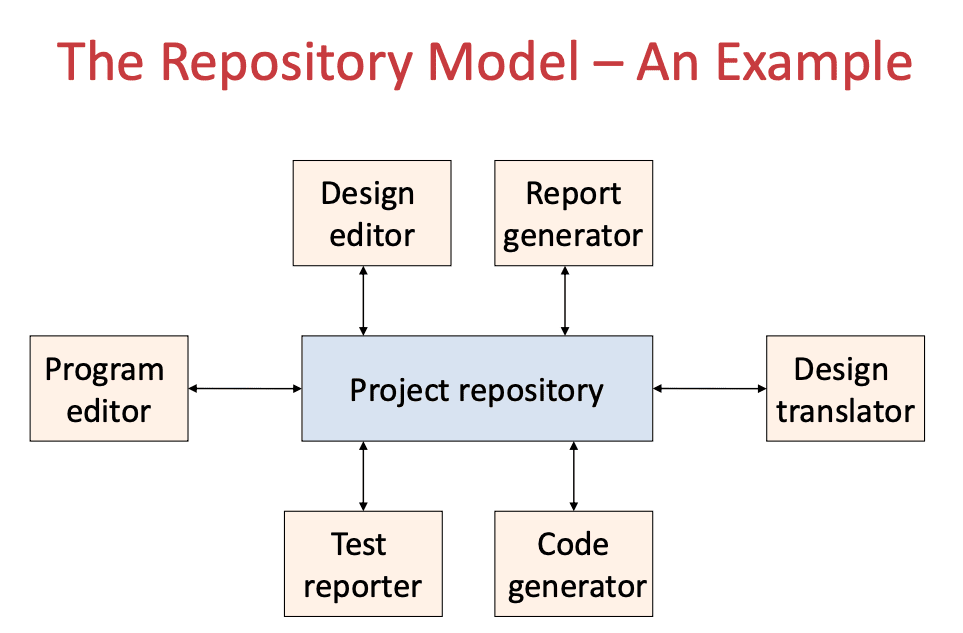 The Repository Model – An Example
Design
editor
Report
generator
Program
editor
Project repository
Design
translator
Test
reporter
Code
generator